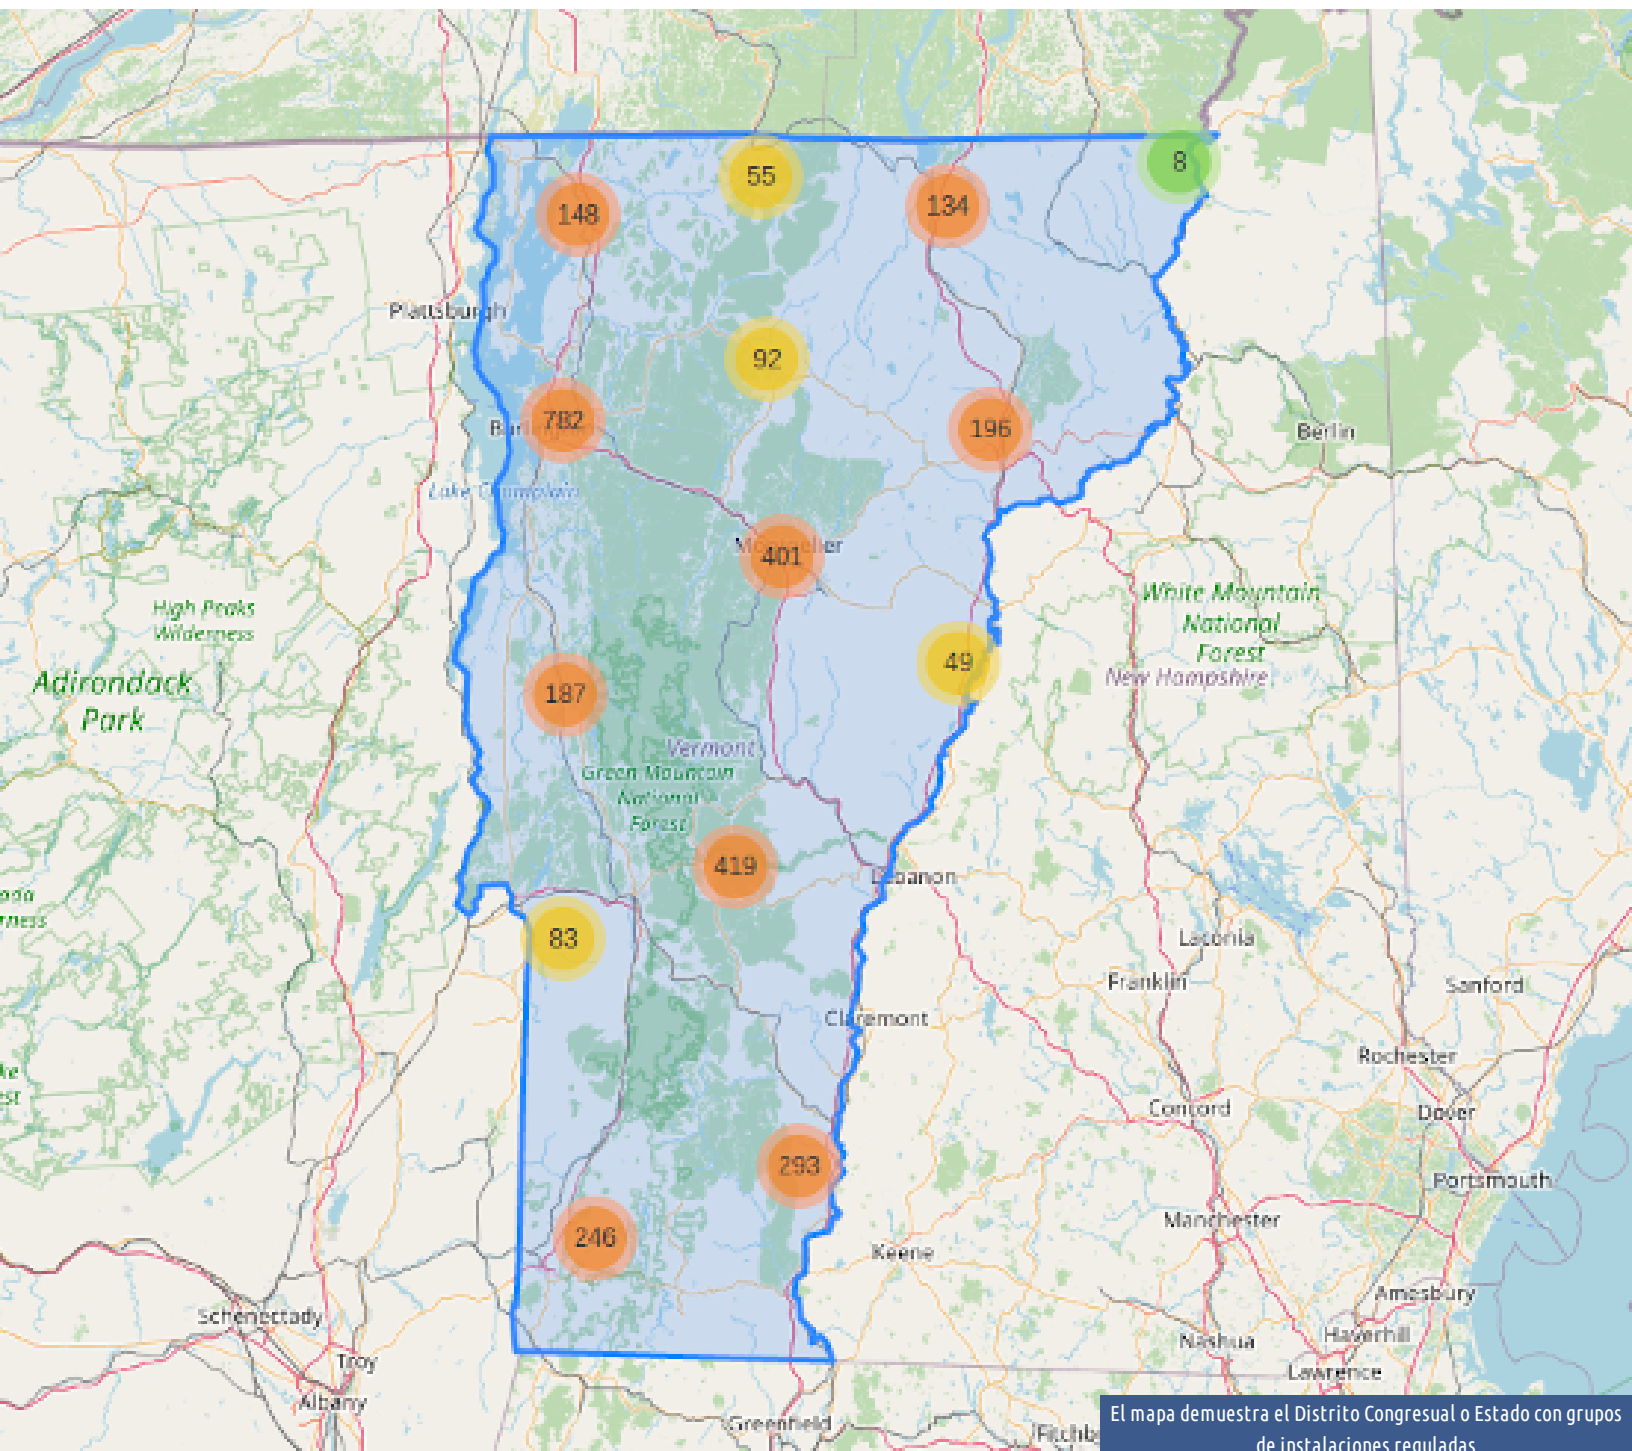 8
55
134
148
Plattsburgh
92
782
196
Berlin
Lake Champlain
401
High Peaks
Wilderness
White Mountain
National
Forest
New Hampshire
49
Adirondack
Park
187
Vermont
Green Mountain
National
Forest
419
Lebanon
83
Laconia
Franklin
Sanford
Claremont
Rochester
Concord
Dover
293
Portsmouth
Manchester
246
Keene
Amesbury
Schenectady
Nashua
Haverhill
Troy
Lawrence
Albany
Greenfield
El mapa demuestra el Distrito Congresual o Estado con grupos
de instalaciones reguladas